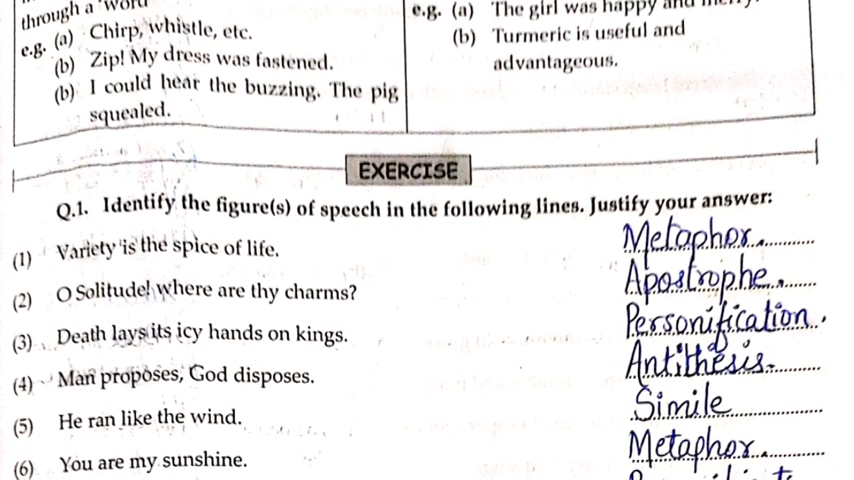 through a word
e.g. (a) Chirp, whistle, etc.
(b) Zip! My dress was fastened.
(b) I could hear the buzzing. The pig
squealed.
e.g. (a) The girl was happy and merry.
(b) Turmeric is useful and
advantageous.
EXERCISE
Q.1. Identify the figure(s) of speech in the following lines. Justify your answer:
(1) Variety is the spice of life. Metaphor.
(2) O Solitude! where are thy charms? Apostrophe.
(3) Death lays its icy hands on kings. Personification.
(4) Man proposes, God disposes. Antithesis.
(5) He ran like the wind. Simile
(6) You are my sunshine. Metaphor.